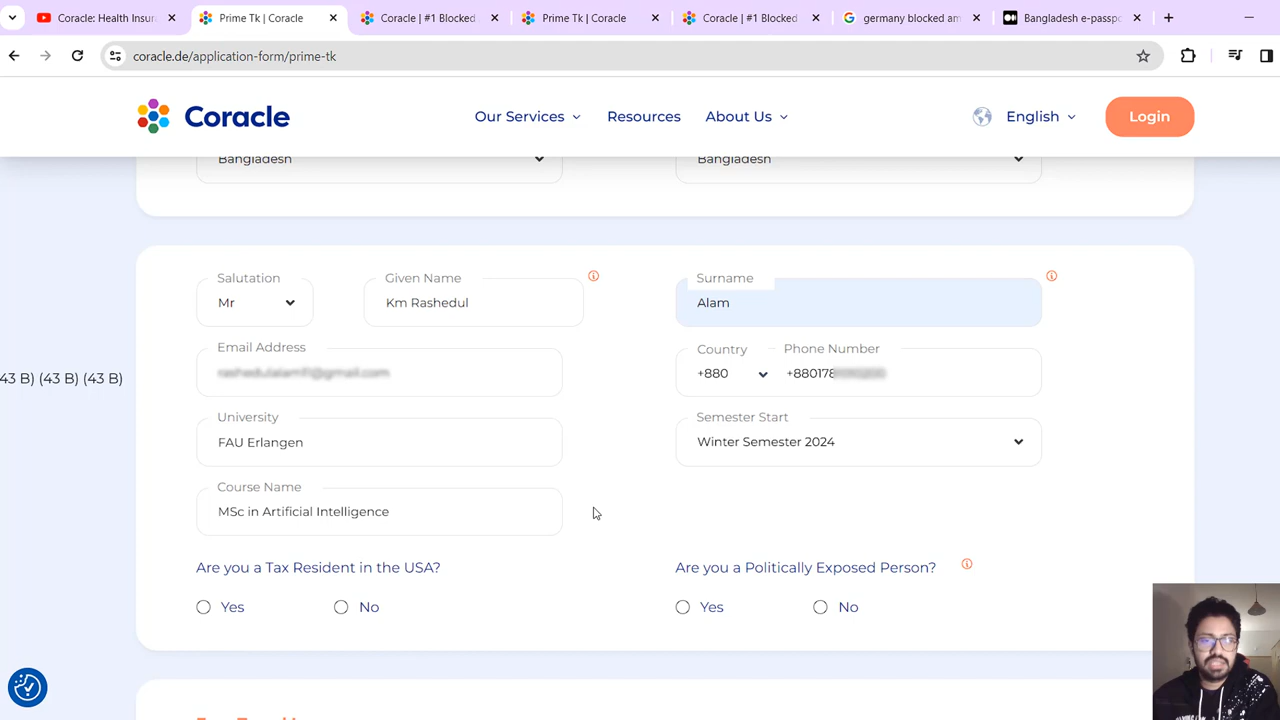 Coracle: Health Insur
Prime Tk | Coracle
Coracle | #1 Blocked
Prime Tk | Coracle
Coracle | #1 Blocked
germany blocked am
Bangladesh e-passpo
coracle.de/application-form/prime-tk
Coracle
Our Services
Resources
About Us
English
Login
Bangladesh
Bangladesh
Salutation
Given Name
Surname
Mr
Km Rashedul
Alam
Email Address
Country
Phone Number
rashedulalam11@gmail.com
+880
+880178
43 B) (43 B) (43 B)
University
Semester Start
FAU Erlangen
Winter Semester 2024
Course Name
MSc in Artificial Intelligence
Are you a Tax Resident in the USA?
Are you a Politically Exposed Person?
Yes
No
Yes
No